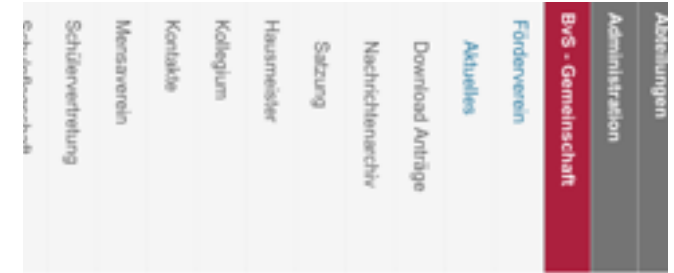 Abteilungen
Administration
BvS - Gemeinschaft
Förderverein
Aktuelles
Download Anträge
Nachrichtenarchiv
Satzung
Hausmeister
Kollegium
Kontakte
Mensaverein
Schülervertretung